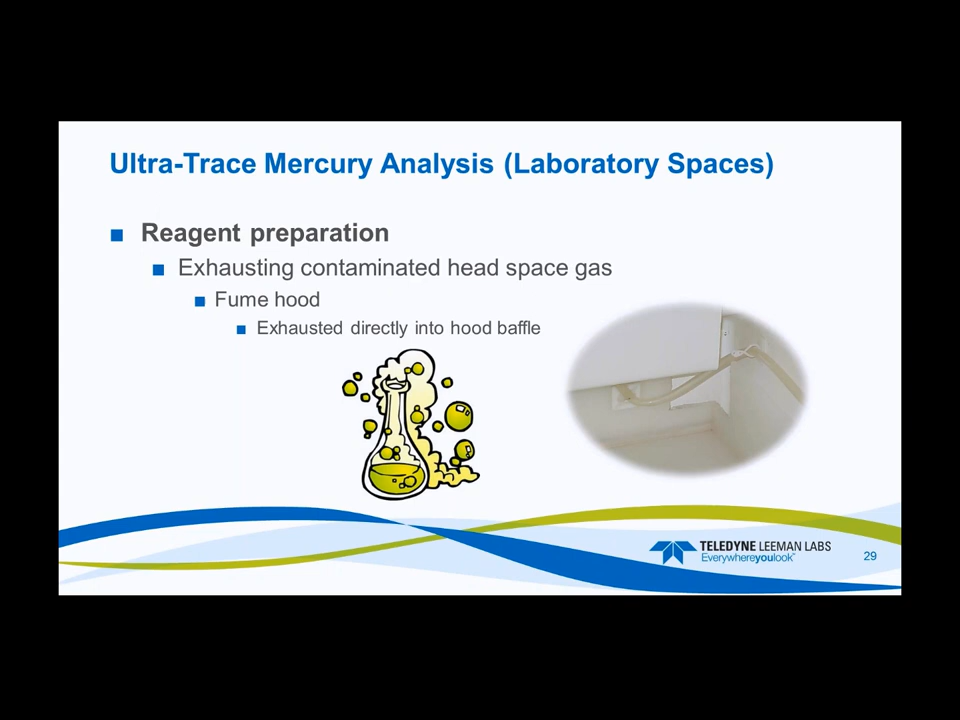 Ultra-Trace Mercury Analysis (Laboratory Spaces)
■ Reagent preparation
■ Exhausting contaminated head space gas
■ Fume hood
■ Exhausted directly into hood baffle
TELEDYNE LEEMAN LABS
Everywhereyoulook™
29